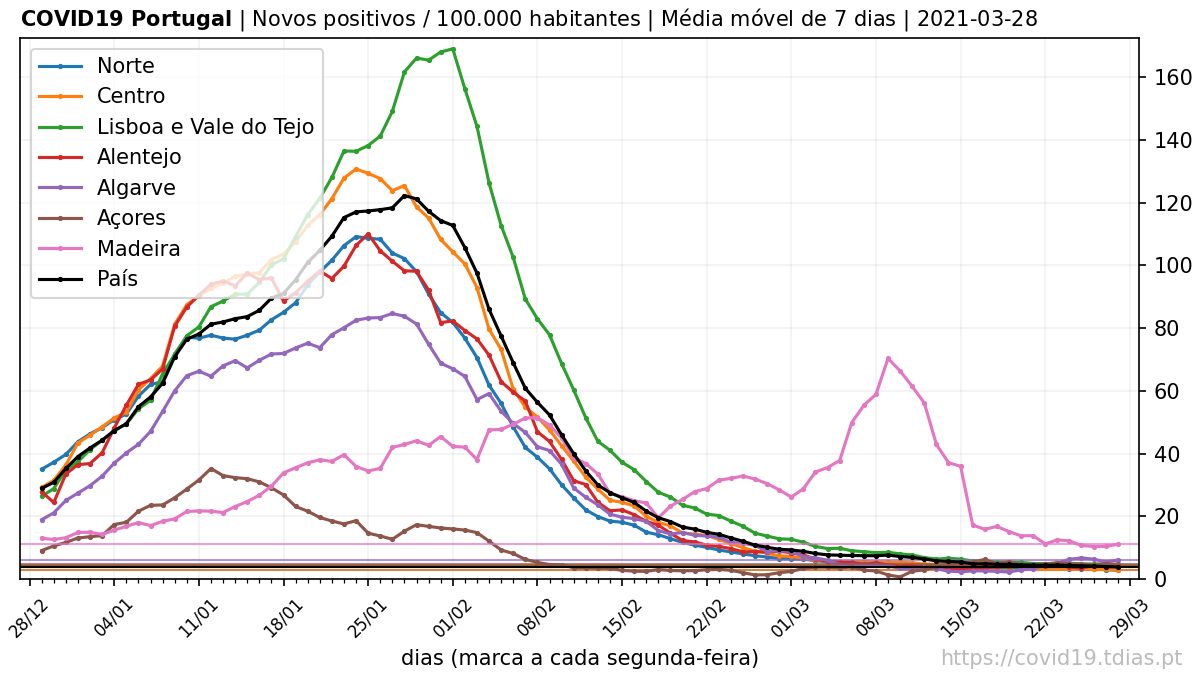 COVID19 Portugal | Novos positivos / 100.000 habitantes | Média móvel de 7 dias | 2021-03-28
Norte
Centro
Lisboa e Vale do Tejo
Alentejo
Algarve
Açores
Madeira
País
160
140
120
100
80
60
40
20
0
28/12
04/01
11/01
18/01
25/01
01/02
08/02
15/02
22/02
01/03
08/03
15/03
22/03
29/03
dias (marca a cada segunda-feira)
https://covid19.tdias.pt